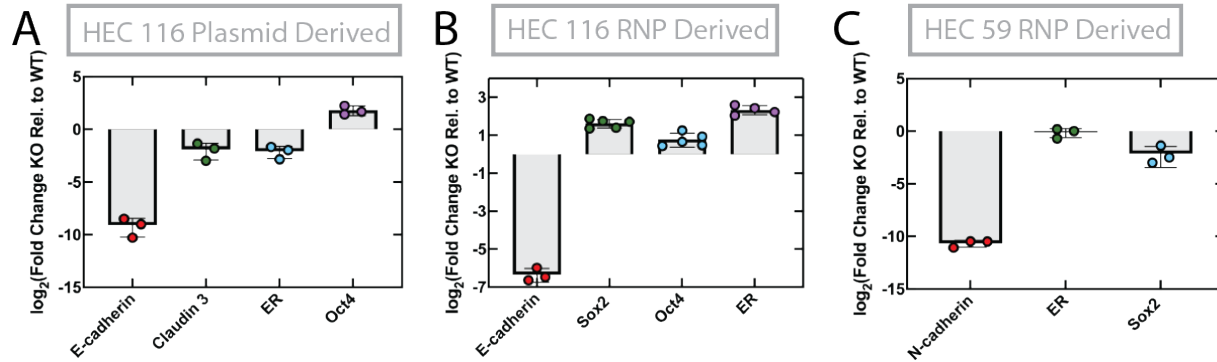 A
HEC 116 Plasmid Derived
log2(Fold Change KO Rel. to WT)
5
0
-5
-10
-15
E-cadherin
Claudin 3
ER
Oct4
B
HEC 116 RNP Derived
log2(Fold Change KO Rel. to WT)
3
1
-1
-3
-5
-7
E-cadherin
Sox2
Oct4
ER
C
HEC 59 RNP Derived
log2(Fold Change KO Rel. to WT)
5
0
-5
-10
-15
N-cadherin
ER
Sox2